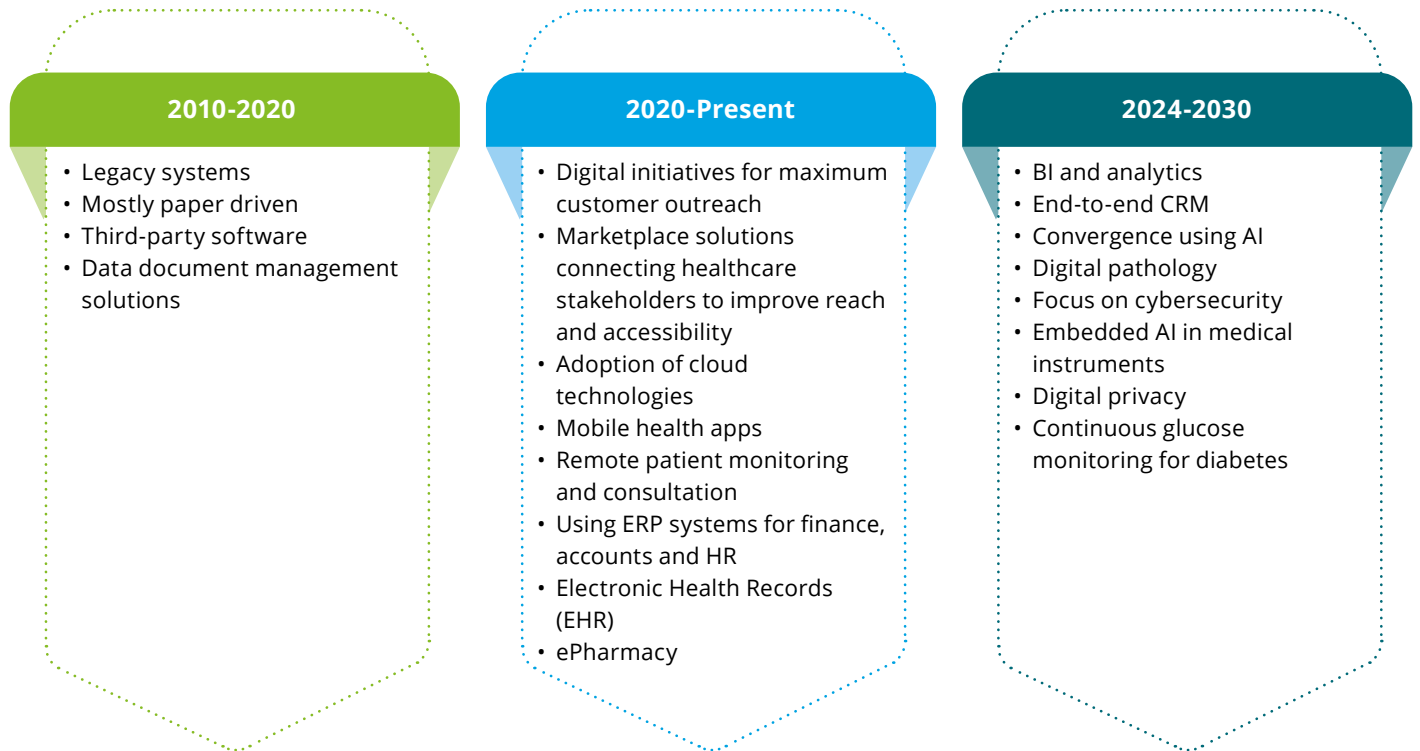 2010-2020
• Legacy systems
• Mostly paper driven
• Third-party software
• Data document management
solutions
2020-Present
• Digital initiatives for maximum
customer outreach
• Marketplace solutions
connecting healthcare
stakeholders to improve reach
and accessibility
• Adoption of cloud
technologies
• Mobile health apps
• Remote patient monitoring
and consultation
• Using ERP systems for finance,
accounts and HR
• Electronic Health Records
(EHR)
• ePharmacy
2024-2030
• BI and analytics
• End-to-end CRM
• Convergence using AI
• Digital pathology
• Focus on cybersecurity
• Embedded AI in medical
instruments
• Digital privacy
• Continuous glucose
monitoring for diabetes